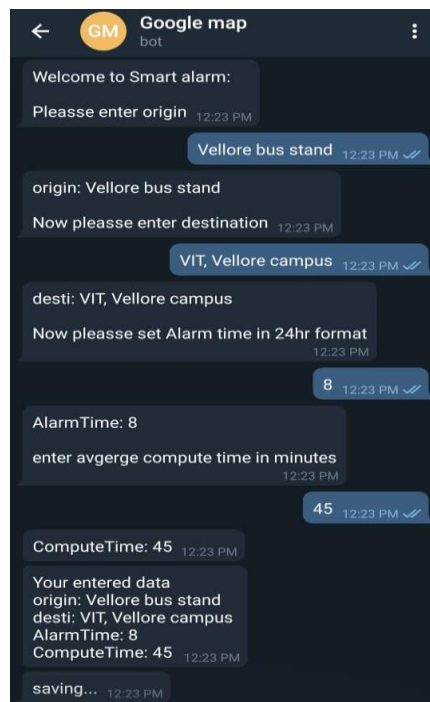 GM
Google map
bot
Welcome to Smart alarm:
Pleasse enter origin 12:23 PM
Vellore bus stand 12:23 PM
origin: Vellore bus stand
Now pleasse enter destination 12:23 PM
VIT, Vellore campus 12:23 PM
desti: VIT, Vellore campus
Now pleasse set Alarm time in 24hr format
12:23 PM
8 12:23 PM
AlarmTime: 8
enter avgerge compute time in minutes
12:23 PM
45 12:23 PM
ComputeTime: 45 12:23 PM
Your entered data
origin: Vellore bus stand
desti: VIT, Vellore campus
AlarmTime: 8
ComputeTime: 45 12:23 PM
saving... 12:23 PM